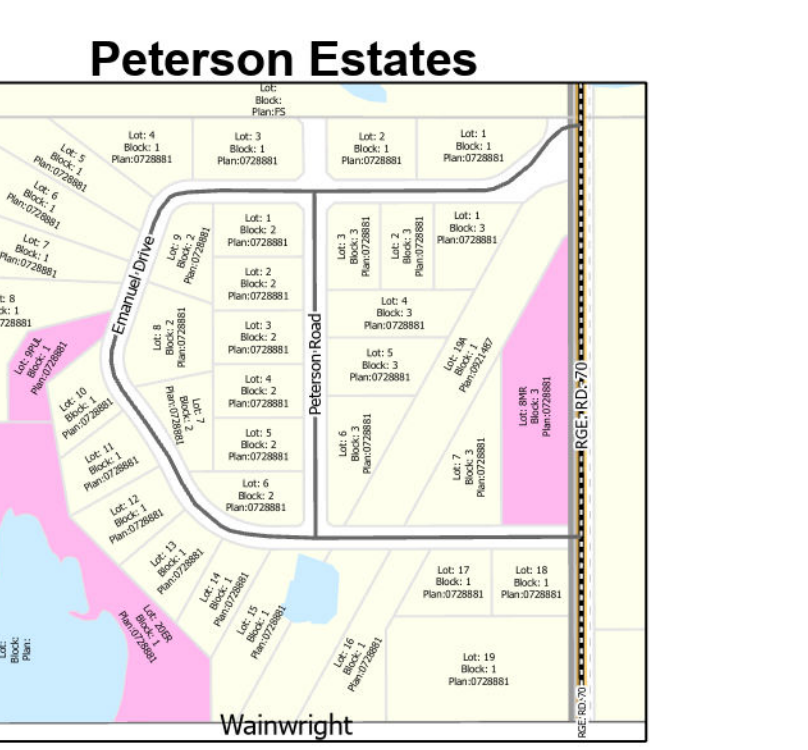 Peterson Estates
Lot:
Block:
Plan:FS
Lot: 4
Block: 1
Plan:0728881
Lot: 3
Block: 1
Plan:0728881
Lot: 2
Block: 1
Plan:0728881
Lot: 1
Block: 1
Plan:0728881
Lot: 5
Block: 1
Plan:0728881
Lot: 6
Block: 1
Plan:0728881
Lot: 7
Block: 1
Plan:0728881
t: 8
ck: 1
728881
Lot: 9PUL
Block: 1
Plan:0728881
Emanuel Drive
Lot: 9
Block: 2
Plan:0728881
Lot: 1
Block: 2
Plan:0728881
Lot: 2
Block: 2
Plan:0728881
Lot: 3
Block: 2
Plan:0728881
Lot: 4
Block: 2
Plan:0728881
Lot: 5
Block: 2
Plan:0728881
Lot: 6
Block: 2
Plan:0728881
Lot: 8
Block: 2
Plan:0728881
Lot: 7
Block: 2
Plan:0728881
Peterson Road
Lot: 3
Block: 3
Plan:0728881
Lot: 2
Block: 3
Plan:0728881
Lot: 1
Block: 3
Plan:0728881
Lot: 4
Block: 3
Plan:0728881
Lot: 5
Block: 3
Plan:0728881
Lot: 6
Block: 3
Plan:0728881
Lot: 19A
Block: 1
Plan:0921487
Lot: 7
Block: 3
Plan:0728881
Lot: 8MR
Block: 3
Plan:0728881
RGE. RD. 70
Lot: 10
Block: 1
Plan:0728881
Lot: 11
Block: 1
Plan:0728881
Lot: 12
Block: 1
Plan:0728881
Lot: 13
Block: 1
Plan:0728881
Lot: 14
Block: 1
Plan:0728881
Lot: 15
Block: 1
Plan:0728881
Lot: 16
Block: 1
Plan:0728881
Lot: 17
Block: 1
Plan:0728881
Lot: 18
Block: 1
Plan:0728881
Lot: 19
Block: 1
Plan:0728881
Lot: 20ER
Block: 1
Plan:0728881
Lot:
Block:
Plan:
RGE. RD. 70
Wainwright